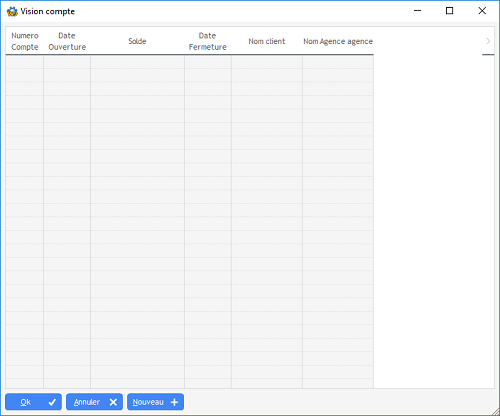 Vision compte
Numero
Compte
Date
Ouverture
Solde
Date
Fermeture
Nom client
Nom Agence agence
Ok
Annuler
Nouveau